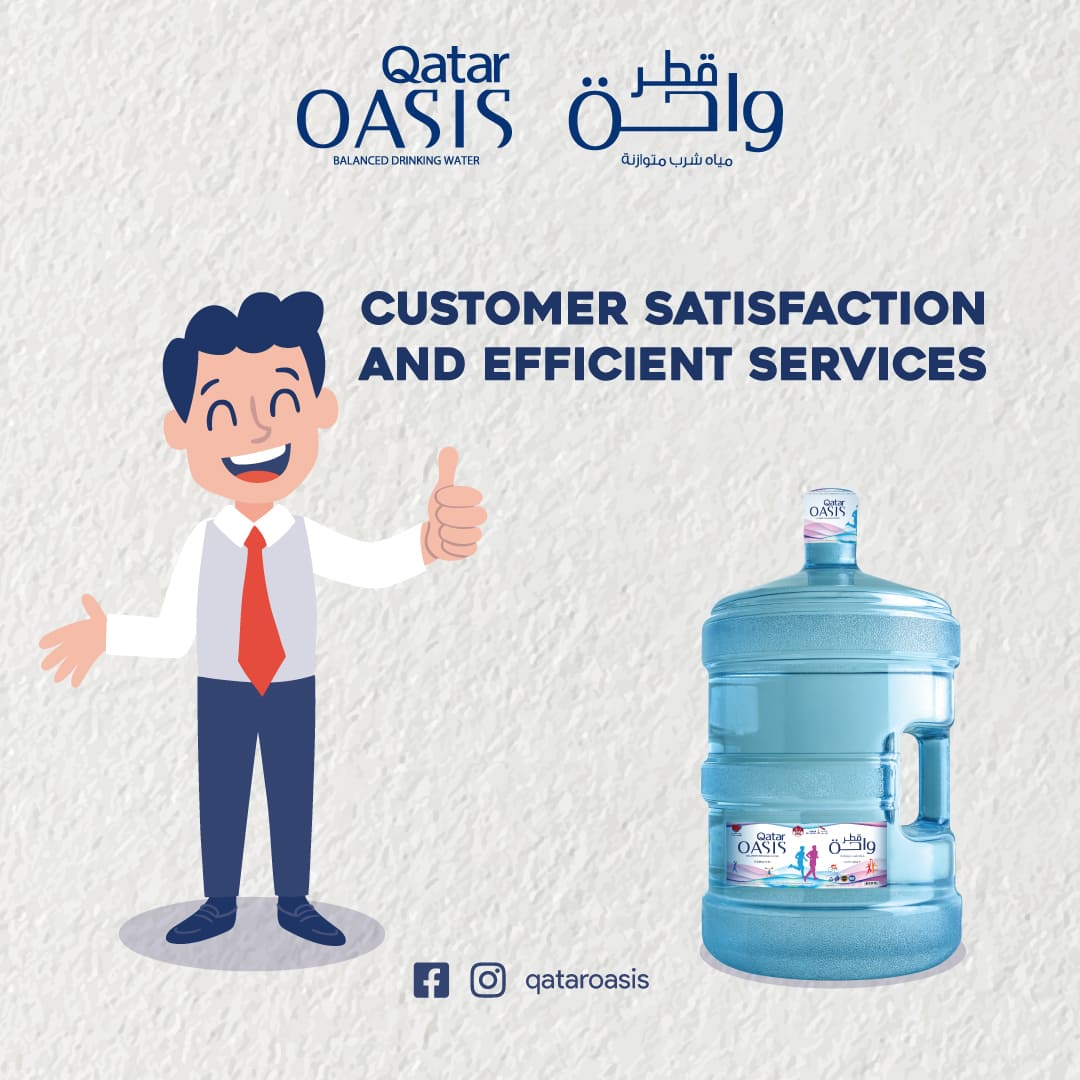 Qatar
OASIS
BALANCED DRINKING WATER
قطر
واحة
مياه شرب متوازنة
CUSTOMER SATISFACTION
AND EFFICIENT SERVICES
Qatar
OASIS
Qatar
OASIS
قطر
واحة
qataroasis